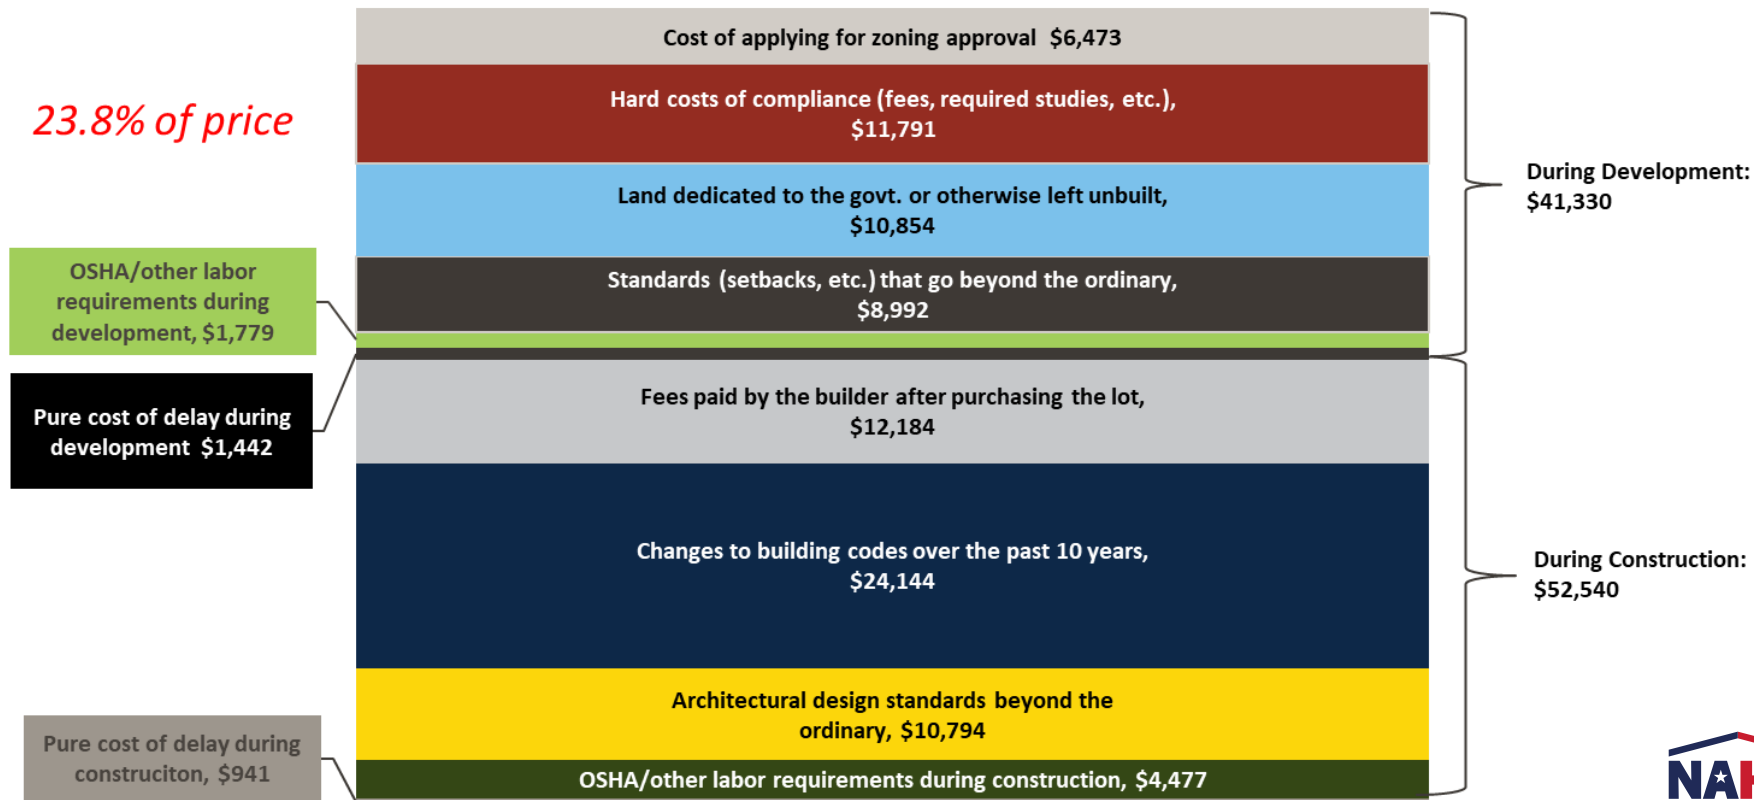 Cost of applying for zoning approval $6,473
23.8% of price
Hard costs of compliance (fees, required studies, etc.),
$11,791
Land dedicated to the govt. or otherwise left unbuilt,
$10,854
During Development:
$41,330
OSHA/other labor
requirements during
development, $1,779
Standards (setbacks, etc.) that go beyond the ordinary,
$8,992
Pure cost of delay during
development $1,442
Fees paid by the builder after purchasing the lot,
$12,184
Changes to building codes over the past 10 years,
$24,144
During Construction:
$52,540
Architectural design standards beyond the
ordinary, $10,794
Pure cost of delay during
construciton, $941
OSHA/other labor requirements during construction, $4,477